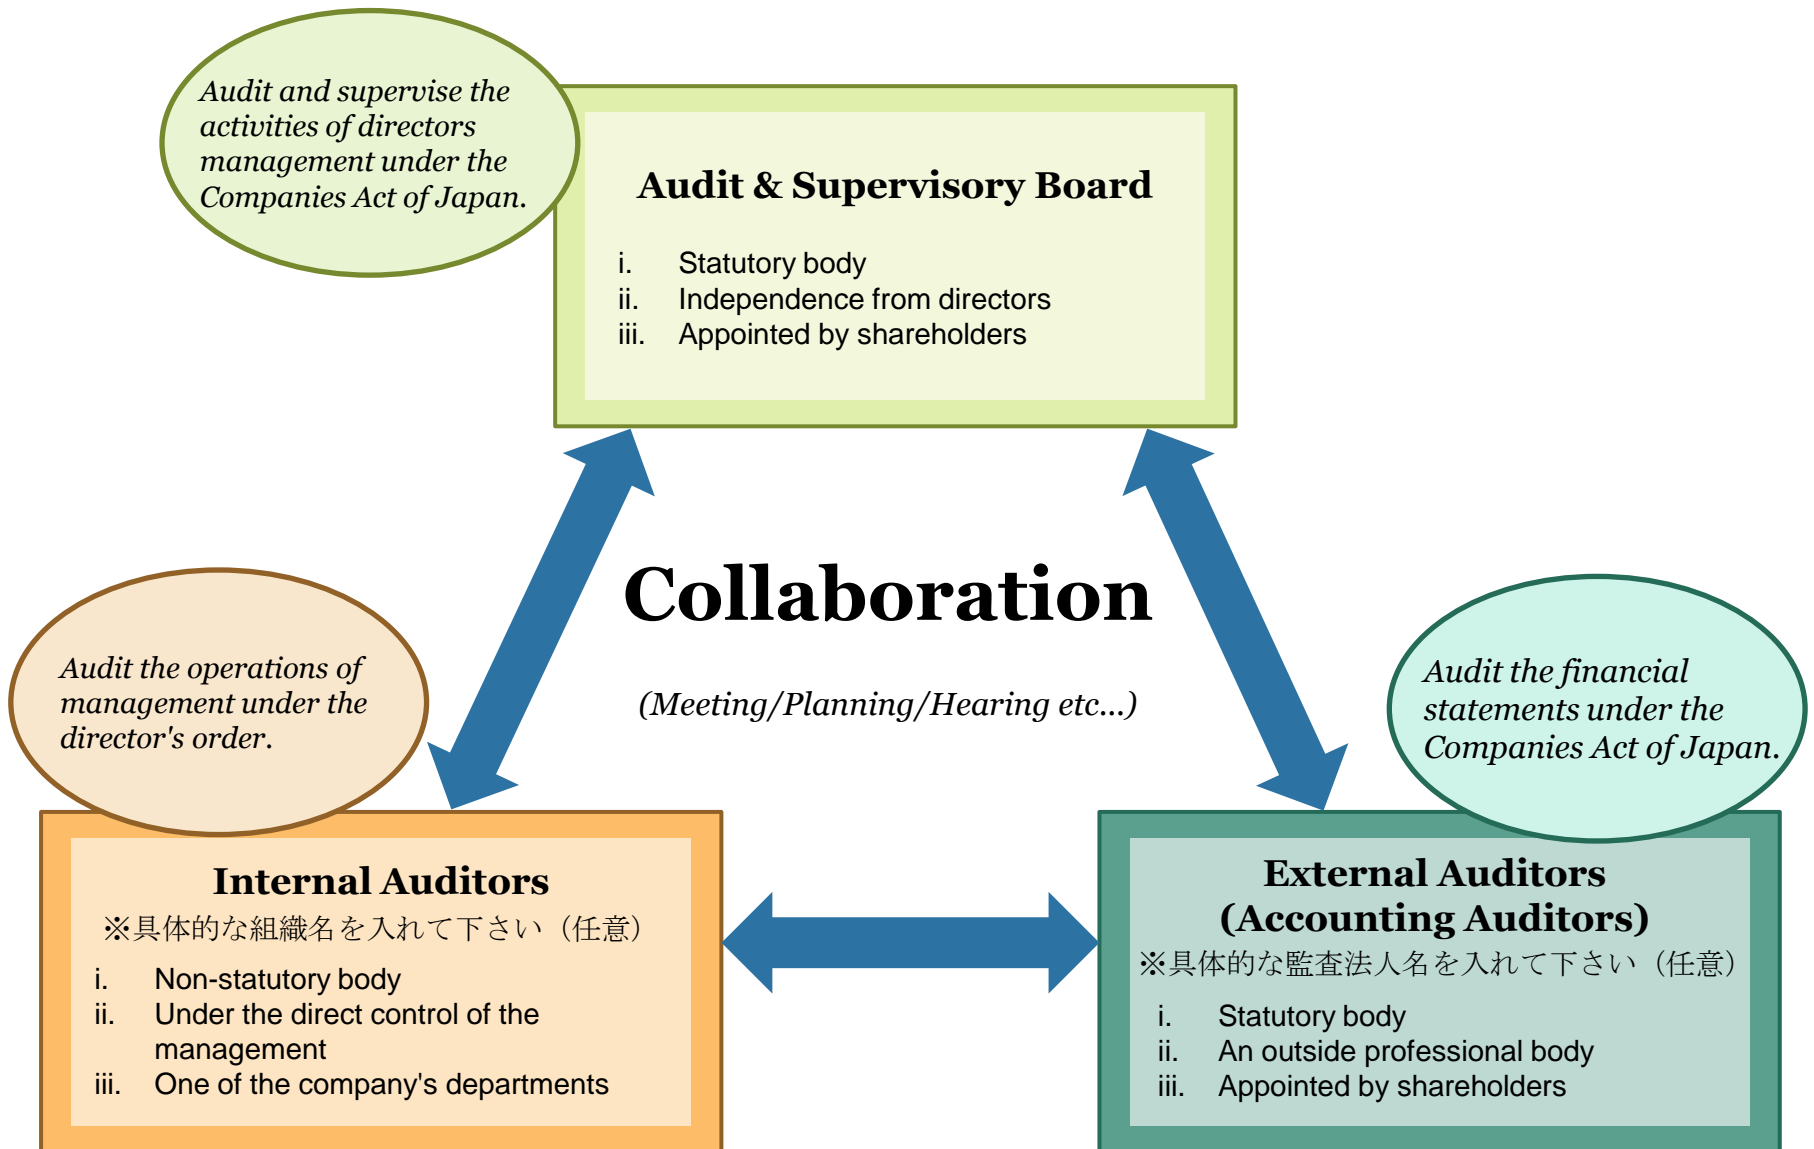 Audit and supervise the
activities of directors
management under the
Companies Act of Japan.
Audit & Supervisory Board
i. Statutory body
ii. Independence from directors
iii. Appointed by shareholders
Collaboration
(Meeting/Planning/Hearing etc...)
Audit the operations of
management under the
director's order.
Audit the financial
statements under the
Companies Act of Japan.
Internal Auditors
※具体的な組織名を入れて下さい（任意）
i. Non-statutory body
ii. Under the direct control of the
management
iii. One of the company's departments
External Auditors
(Accounting Auditors)
※具体的な監査法人名を入れて下さい（任意）
i. Statutory body
ii. An outside professional body
iii. Appointed by shareholders